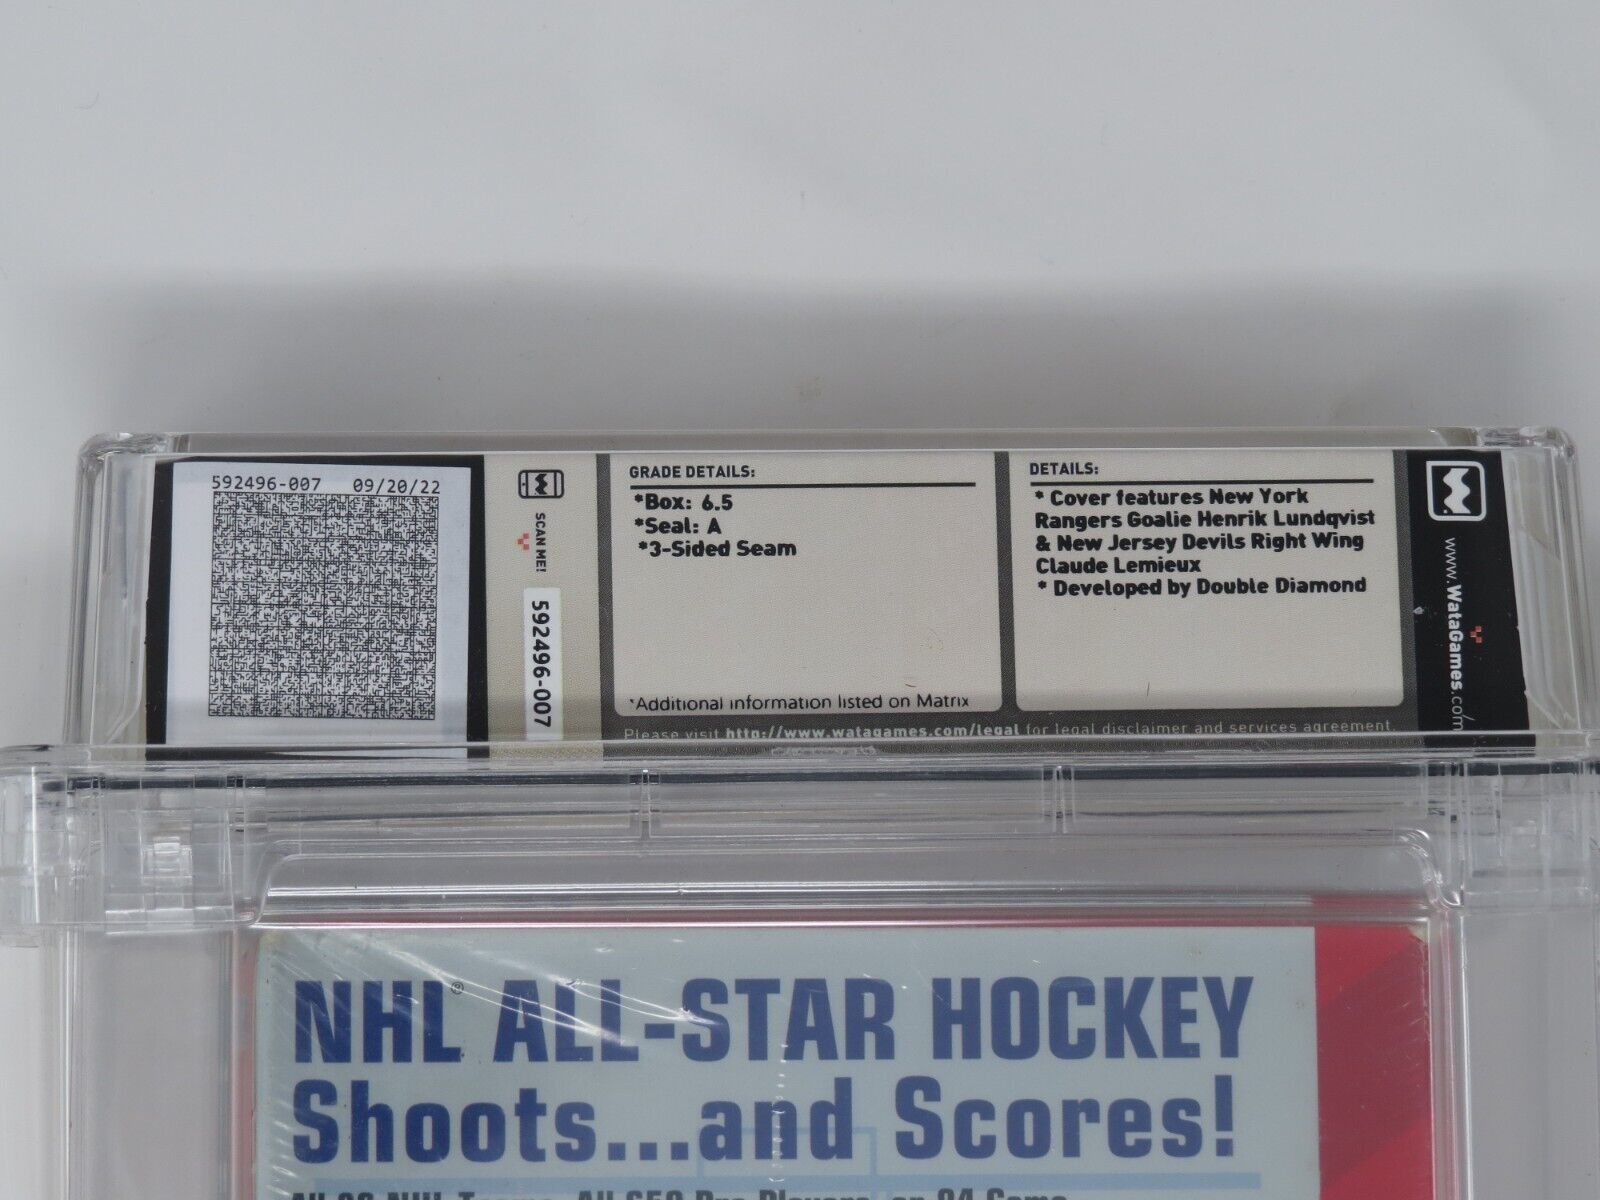 592496-007 09/20/22
SCAN ME!
592496-007
GRADE DETAILS:
*Box: 6.5
*Seal: A
*3-Sided Seam
*Additional information listed on Matrix
DETAILS:
* Cover features New York
Rangers Goalie Henrik Lundqvist
& New Jersey Devils Right Wing
Claude Lemieux
* Developed by Double Diamond
Please visit http://www.watagames.com/legal for legal disclaimer and services agreement.
www.WataGames.com
NHL® ALL-STAR HOCKEY
Shoots...and Scores!